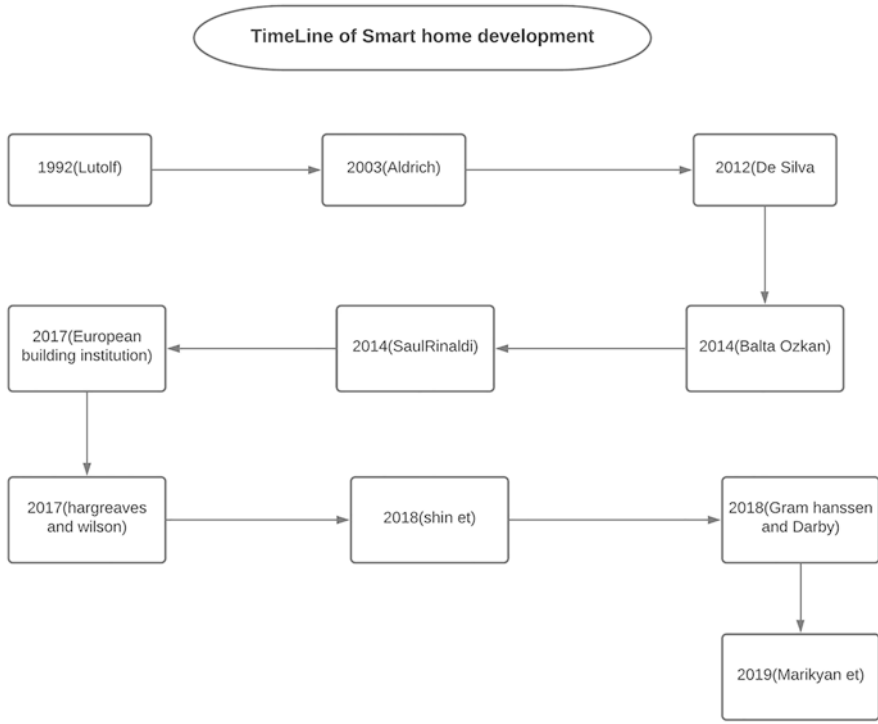 TimeLine of Smart home development
1992(Lutolf)
2003(Aldrich)
2012(De Silva
2014(Balta Ozkan)
2014(SaulRinaldi)
2017(European
building institution)
2017(hargreaves
and wilson)
2018(shin et)
2018(Gram hanssen
and Darby)
2019(Marikyan et)